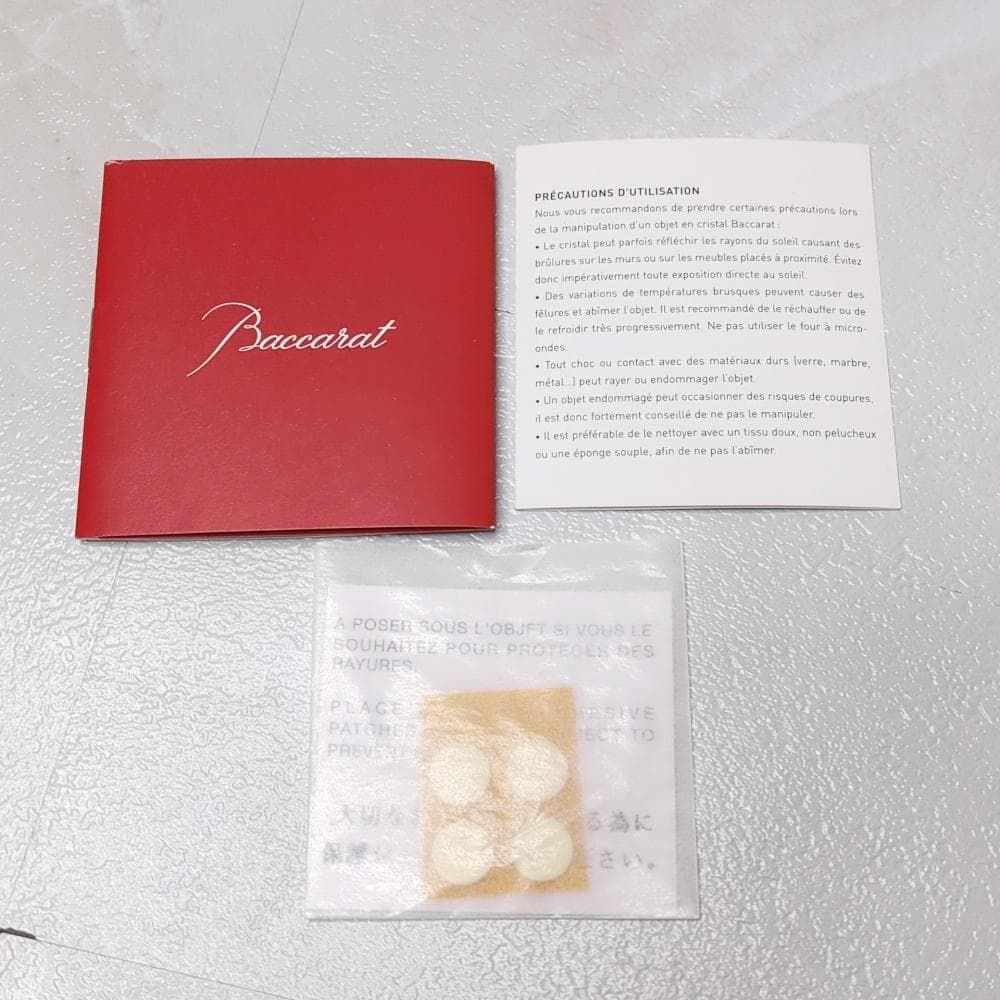 Baccarat
PRÉCAUTIONS D'UTILISATION
Nous vous recommandons de prendre certaines précautions lors
de la manipulation d'un objet en cristal Baccarat :
• Le cristal peut parfois réfléchir les rayons du soleil causant des
brûlures sur les murs ou sur les meubles placés à proximité. Évitez
donc impérativement toute exposition directe au soleil.
• Des variations de températures brusques peuvent causer des
fêlures et abîmer l'objet. Il est recommandé de le réchauffer ou de
le refroidir très progressivement. Ne pas utiliser le four à micro-
ondes.
• Tout choc ou contact avec des matériaux durs (verre, marbre,
métal...) peut rayer ou endommager l'objet.
• Un objet endommagé peut occasionner des risques de coupures,
il est donc fortement conseillé de ne pas le manipuler.
• Il est préférable de le nettoyer avec un tissu doux, non pelucheux
ou une éponge souple, afin de ne pas l'abîmer.
A POSER SOUS L'OBJET SI VOUS LE
SOUHAITEZ POUR PROTEGER DES
RAYURES.
PLACE
TO
大切な る為に
保護 さい。